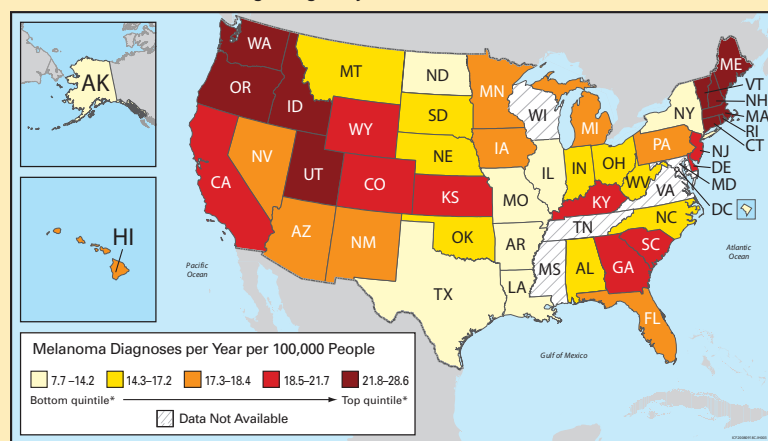 WA
MT
ND
MN
ME
VT
NH
MA
RI
CT
AK
OR
ID
SD
WI
NY
WY
MI
IA
PA
NV
NE
NJ
DE
MD
DC
UT
CO
CA
KS
MO
IL
IN
OH
WV
VA
KY
NC
TN
AZ
NM
OK
AR
SC
HI
MS
AL
GA
TX
LA
FL
Pacific
Ocean
Atlantic
Ocean
Gulf of Mexico
Melanoma Diagnoses per Year per 100,000 People
7.7–14.2 14.3–17.2 17.3–18.4 18.5–21.7 21.8–28.6
Bottom quintile* Top quintile*
Data Not Available